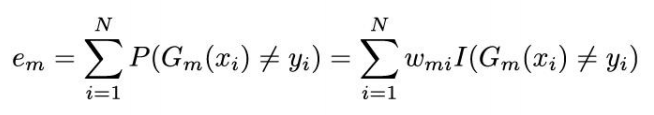 $e_m = \sum_{i=1}^{N} P(G_m(x_i) \neq y_i) = \sum_{i=1}^{N} w_{mi} I(G_m(x_i) \neq y_i)$